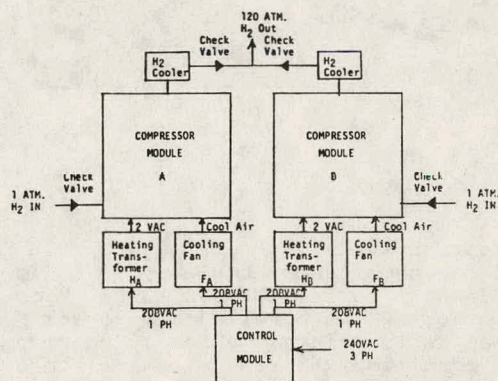 120 ATM.
H2 Out
Check
Valve
Check
Valve
H2
Cooler
H2
Cooler
COMPRESSOR
MODULE
A
COMPRESSOR
MODULE
B
Check
Valve
1 ATM.
H2 IN
Check
Valve
1 ATM.
H2 IN
2 VAC
Cool Air
2 VAC
Cool Air
Heating
Trans-
former
HA
Cooling
Fan
FA
Heating
Trans-
former
HB
Cooling
Fan
FB
208VAC
1 PH
208VAC
1 PH
208VAC
1 PH
208VAC
1 PH
CONTROL
MODULE
240VAC
3 PH